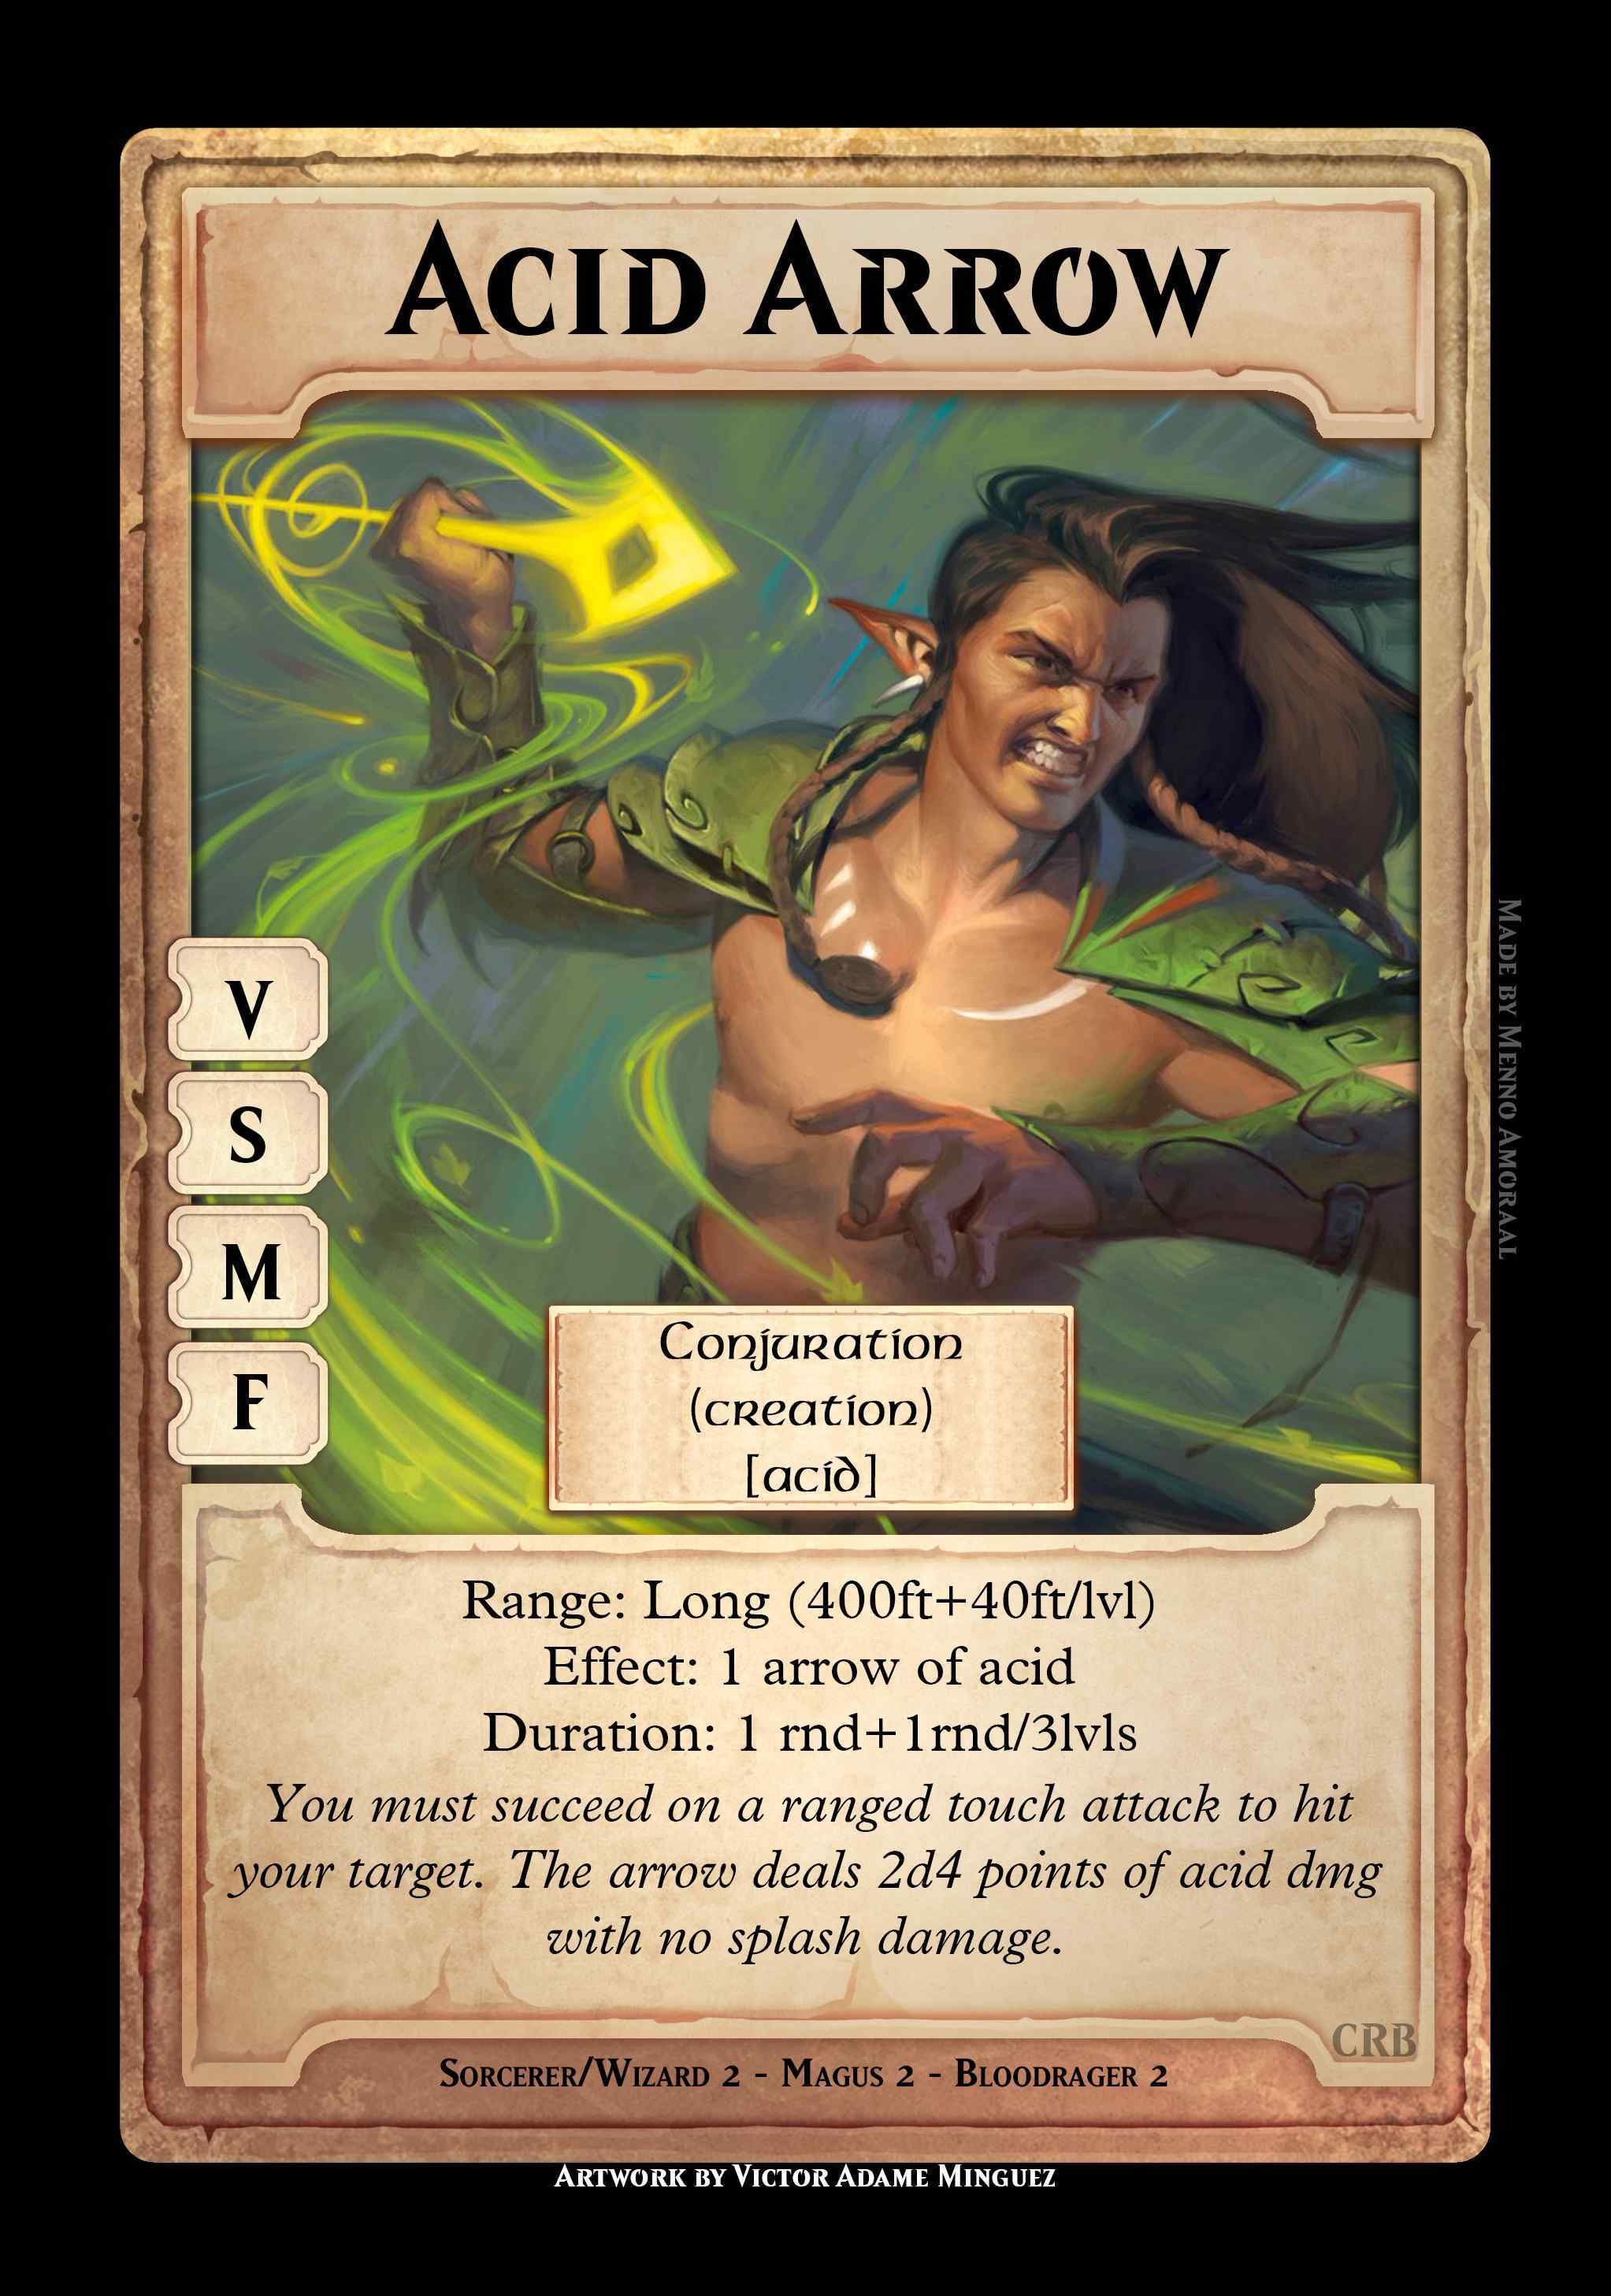 Acid Arrow
V
S
M
F
Conjuration
(creation)
[acid]
Range: Long (400ft+40ft/lvl)
Effect: 1 arrow of acid
Duration: 1 rnd+1rnd/3lvls
You must succeed on a ranged touch attack to hit
your target. The arrow deals 2d4 points of acid dmg
with no splash damage.
CRB
Sorcerer/Wizard 2 - Magus 2 - Bloodrager 2
Artwork by Victor Adame Minguez
Made by Menno Amoraal